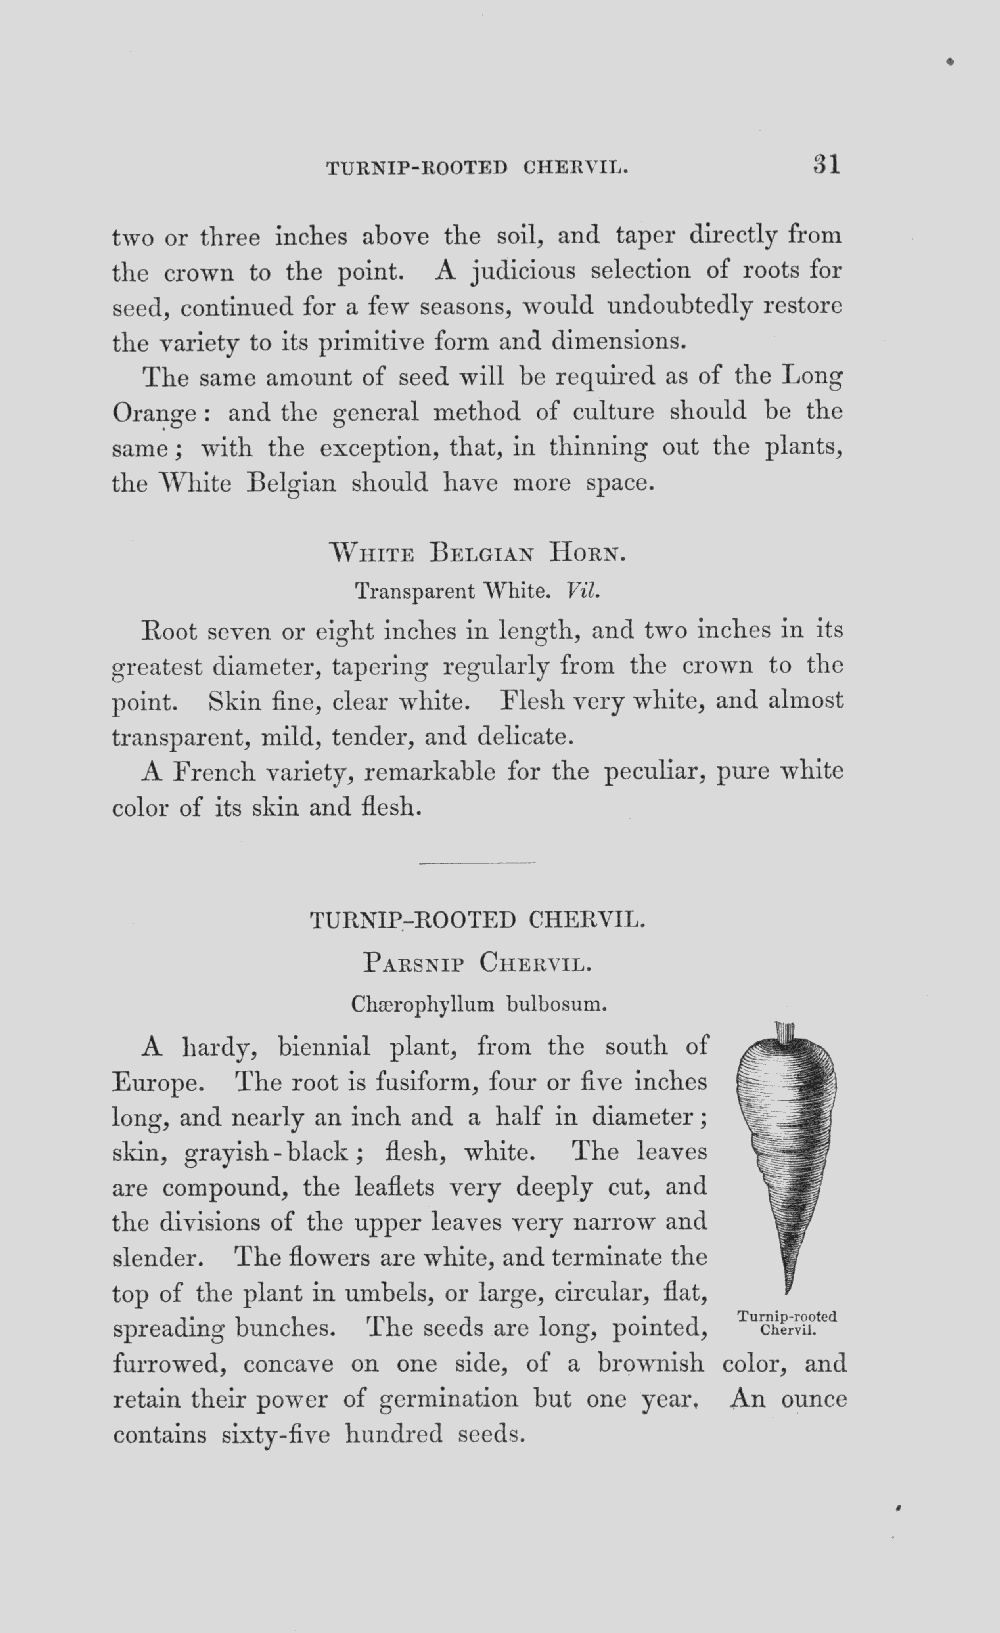 TURNIP-ROOTED CHERVIL. 31
two or three inches above the soil, and taper directly from
the crown to the point. A judicious selection of roots for
seed, continued for a few seasons, would undoubtedly restore
the variety to its primitive form and dimensions.
The same amount of seed will be required as of the Long
Orange : and the general method of culture should be the
same ; with the exception, that, in thinning out the plants,
the White Belgian should have more space.
WHITE BELGIAN HORN.
Transparent White. Vil.
Root seven or eight inches in length, and two inches in its
greatest diameter, tapering regularly from the crown to the
point. Skin fine, clear white. Flesh very white, and almost
transparent, mild, tender, and delicate.
A French variety, remarkable for the peculiar, pure white
color of its skin and flesh.
TURNIP-ROOTED CHERVIL.
PARSNIP CHERVIL.
Chærophyllum bulbosum.
A hardy, biennial plant, from the south of
Europe. The root is fusiform, four or five inches
long, and nearly an inch and a half in diameter ;
skin, grayish-black ; flesh, white. The leaves
are compound, the leaflets very deeply cut, and
the divisions of the upper leaves very narrow and
slender. The flowers are white, and terminate the
top of the plant in umbels, or large, circular, flat,
spreading bunches. The seeds are long, pointed,
furrowed, concave on one side, of a brownish color, and
retain their power of germination but one year. An ounce
contains sixty-five hundred seeds.
Turnip-rooted
Chervil.